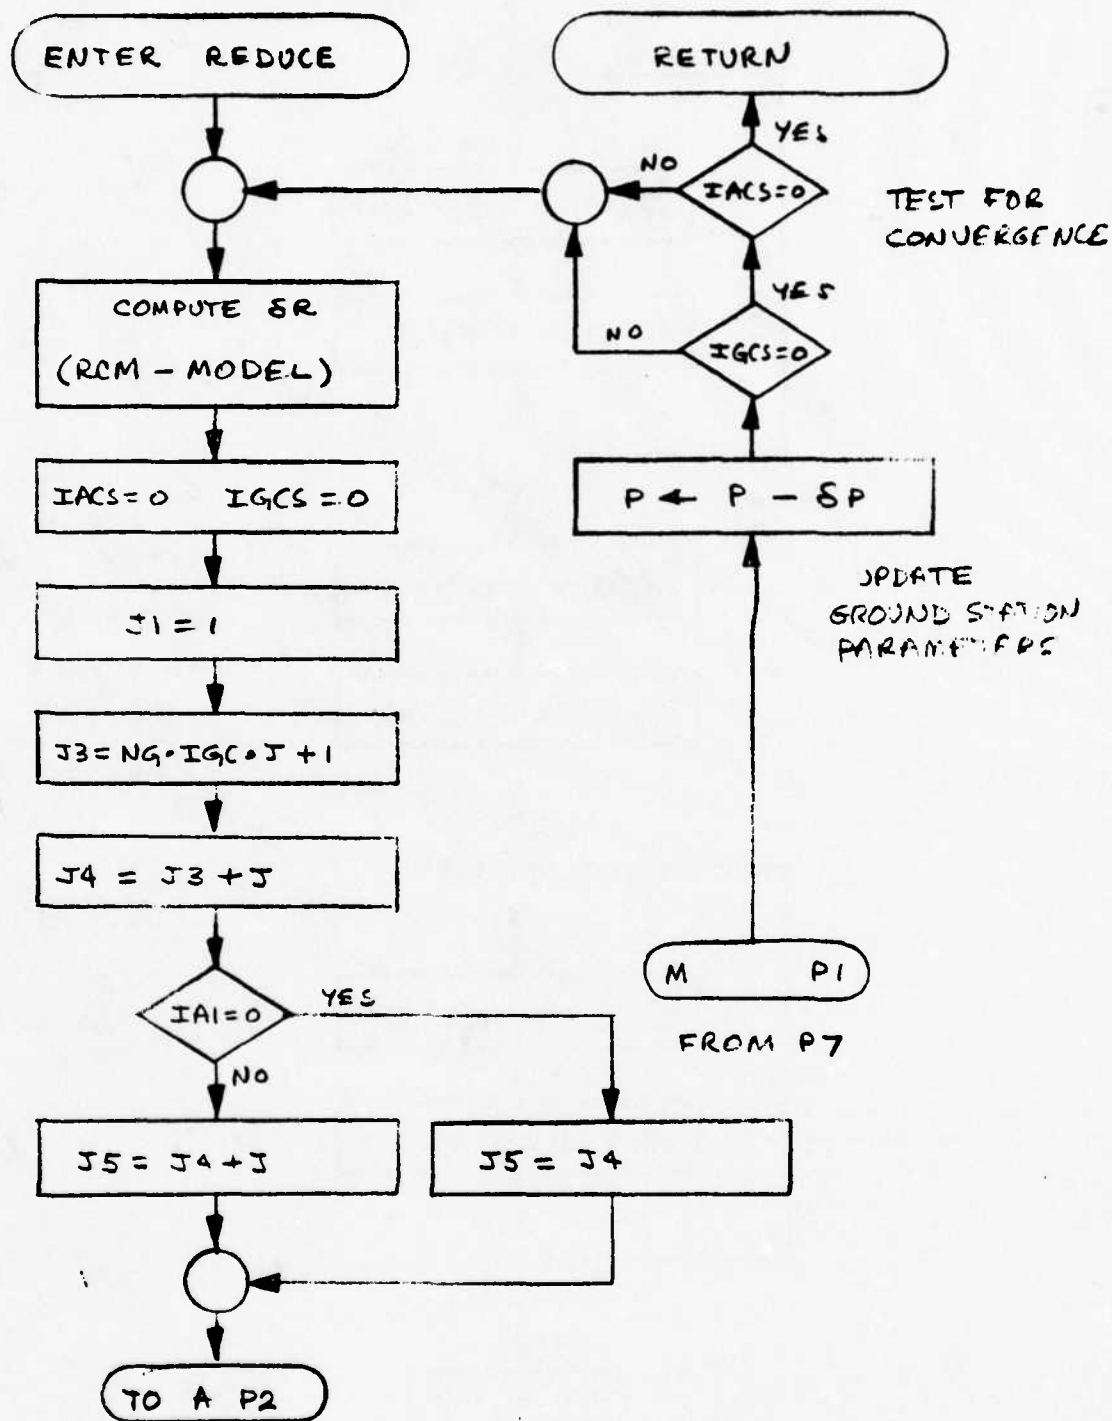 ENTER REDUCE
COMPUTE δR
(RCM - MODEL)
IACS=0 IGCS=0
J1=1
J3=NG•IGC•J+1
J4 = J3+J
IA1=0
YES
NO
J5= J4+J
J5= J4
TO A P2
RETURN
YES
NO
IACS=0
TEST FOR
CONVERGENCE
YES
NO
IGCS=0
P ← P - δP
UPDATE
GROUND STATION
PARAMETERS
M P1
FROM P7